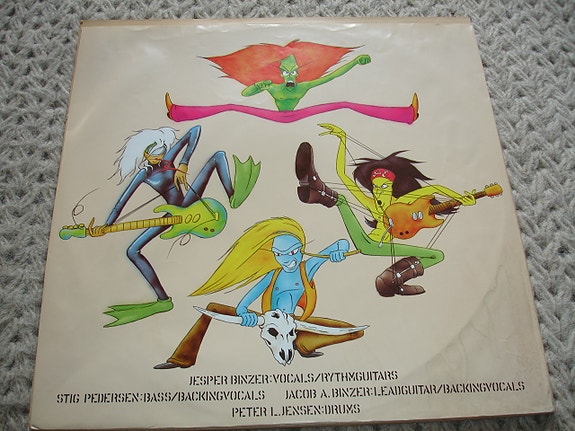 JESPER BINZER:VOCALS/RYTHMGUITARS
STIG PEDERSEN:BASS/BACKINGVOCALS JACOB A.BINZER:LEADGUITAR/BACKINGVOCALS
PETER L.JENSEN:DRUMS